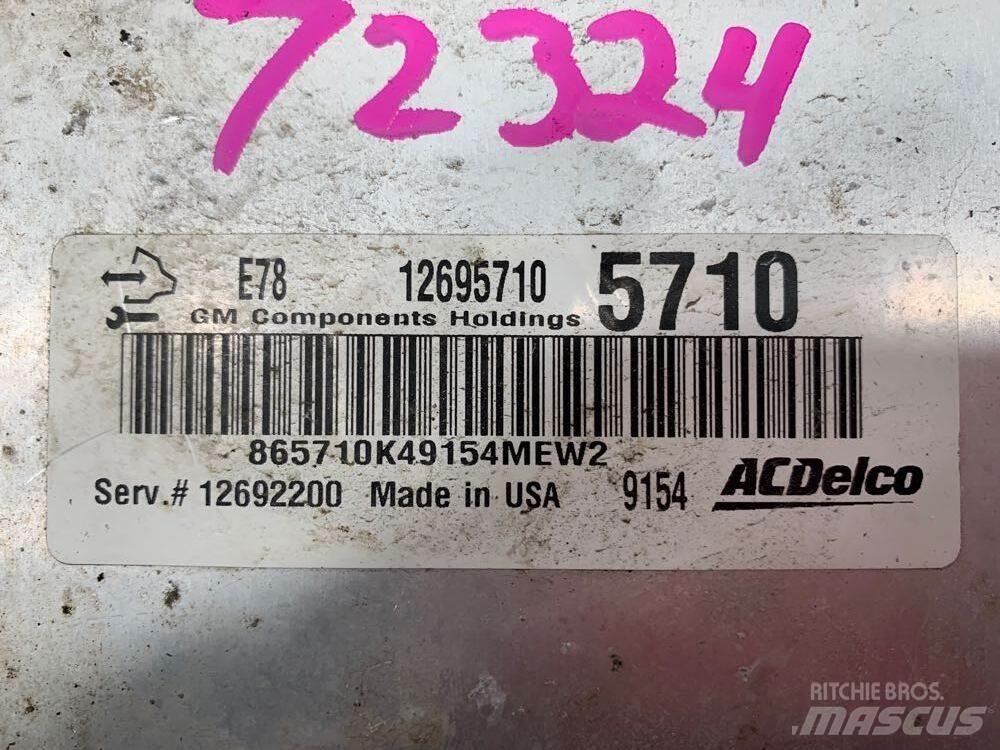 72324
E78 12695710 5710
GM Components Holdings
865710K49154MEW2
Serv.# 12692200 Made in USA 9154 ACDelco
RITCHIE BROS.
MASCUS